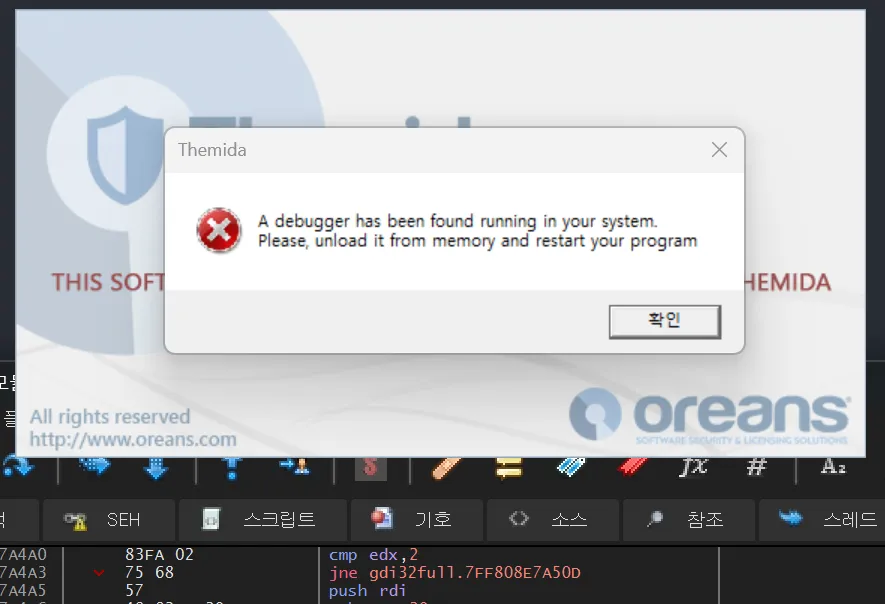 Themida
A debugger has been found running in your system.
Please, unload it from memory and restart your program
확인
THIS SOFT
HEMIDA
All rights reserved
http://www.oreans.com
oreans
SOFTWARE SECURITY & LICENSING SOLUTIONS
S
fx
#
A₂
SEH
스크립트
기호
<>
소스
참조
스레드
7A4A0 83FA 02 cmp edx,2
7A4A3 75 68 jne gdi32full.7FF808E7A50D
7A4A5 57 push rdi